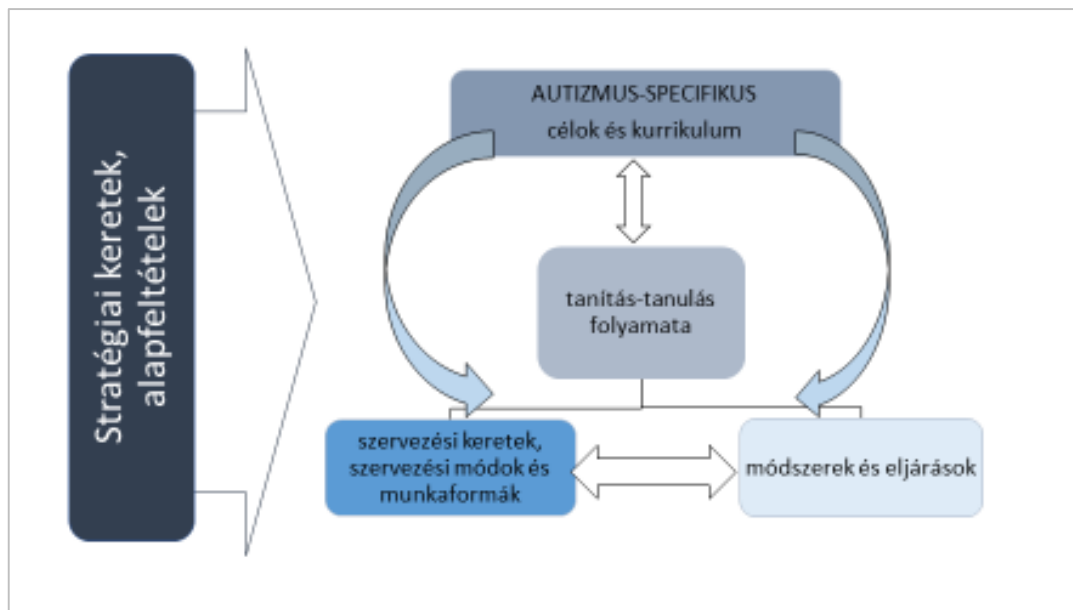 Stratégiai keretek,
alapfeltételek
AUTIZMUS-SPECIFIKUS
célok és kurrikulum
tanítás-tanulás
folyamata
szervezési keretek,
szervezési módok és
munkaformák
módszerek és eljárások